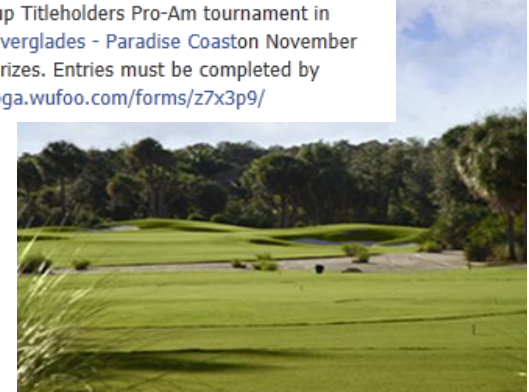 up Titleholders Pro-Am tournament in
verglades - Paradise Coaston November
rizes. Entries must be completed by
ga.wufoo.com/forms/z7x3p9/